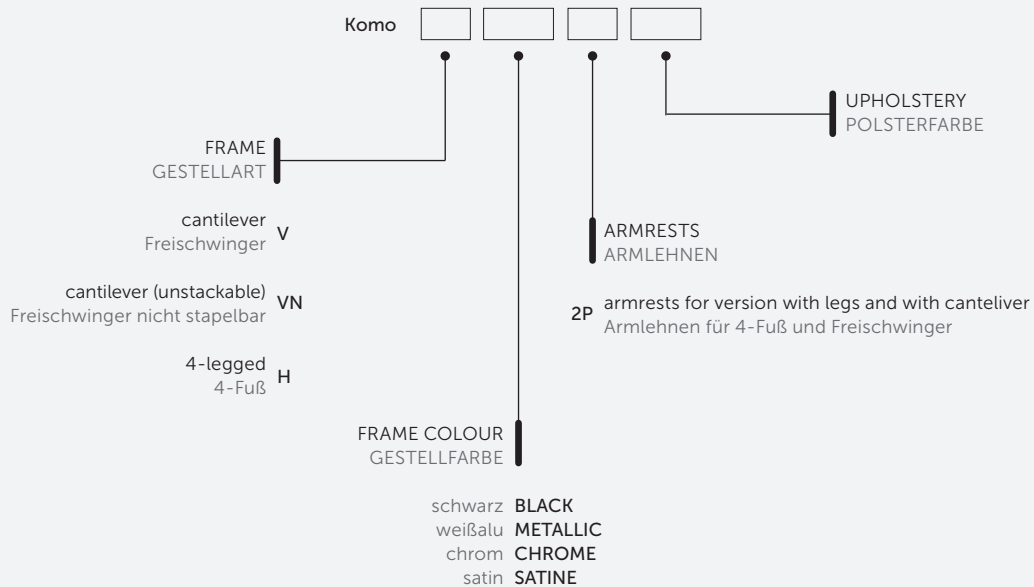 Komo
UPHOLSTERY
POLSTERFARBE
FRAME
GESTELLART
cantilever
Freischwinger
V
cantilever (unstackable)
Freischwinger nicht stapelbar
VN
4-legged
4-Fuß
H
ARMRESTS
ARMLEHNEN
2P
armrests for version with legs and with canteliver
Armlehnen für 4-Fuß und Freischwinger
FRAME COLOUR
GESTELLFARBE
schwarz BLACK
weißalu METALLIC
chrom CHROME
satin SATINE